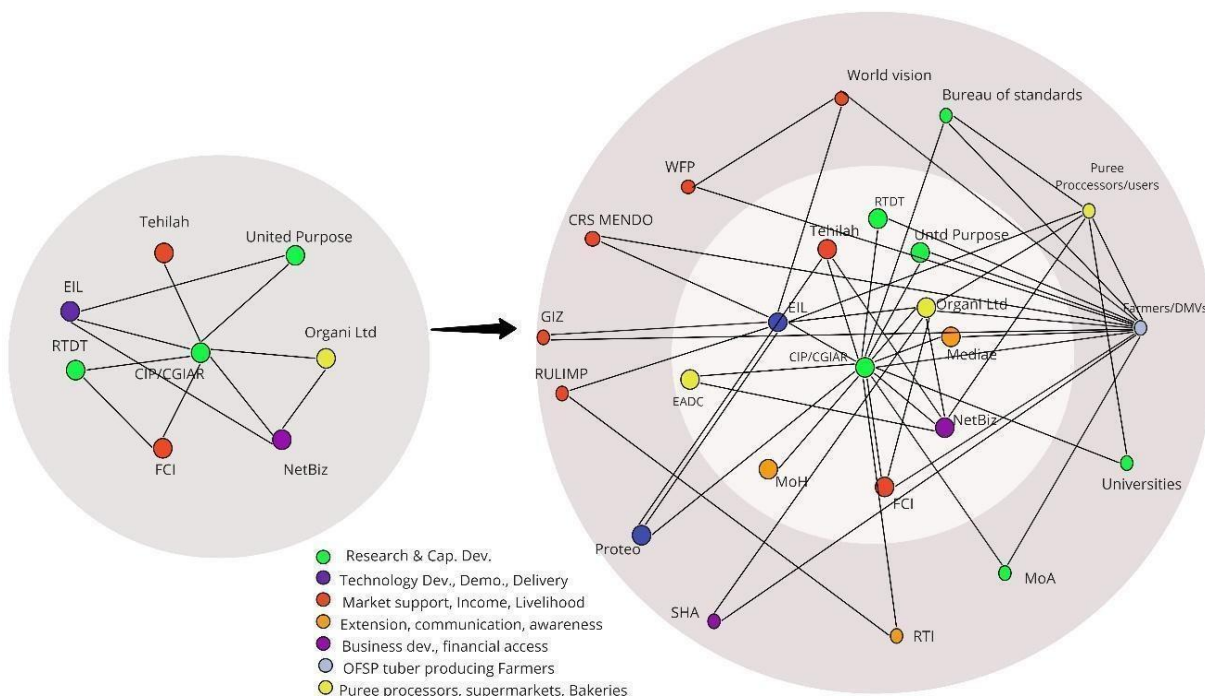 Tehilah
United Purpose
EIL
Organi Ltd
RTDT
CIP/CGIAR
FCI
NetBiz
World vision
Bureau of standards
WFP
Puree
Proccessors/users
CRS MENDO
RTDT
Tehilah
Untd Purpose
GIZ
EIL
Organi Ltd
Farmers/DMVs
CIP/CGIAR
Mediae
RULIMP
EADC
NetBiz
MoH
Universities
FCI
Proteo
MoA
SHA
RTI
Research & Cap. Dev.
Technology Dev., Demo., Delivery
Market support, Income, Livelihood
Extension, communication, awareness
Business dev., financial access
OFSP tuber producing Farmers
Puree processors, supermarkets, Bakeries